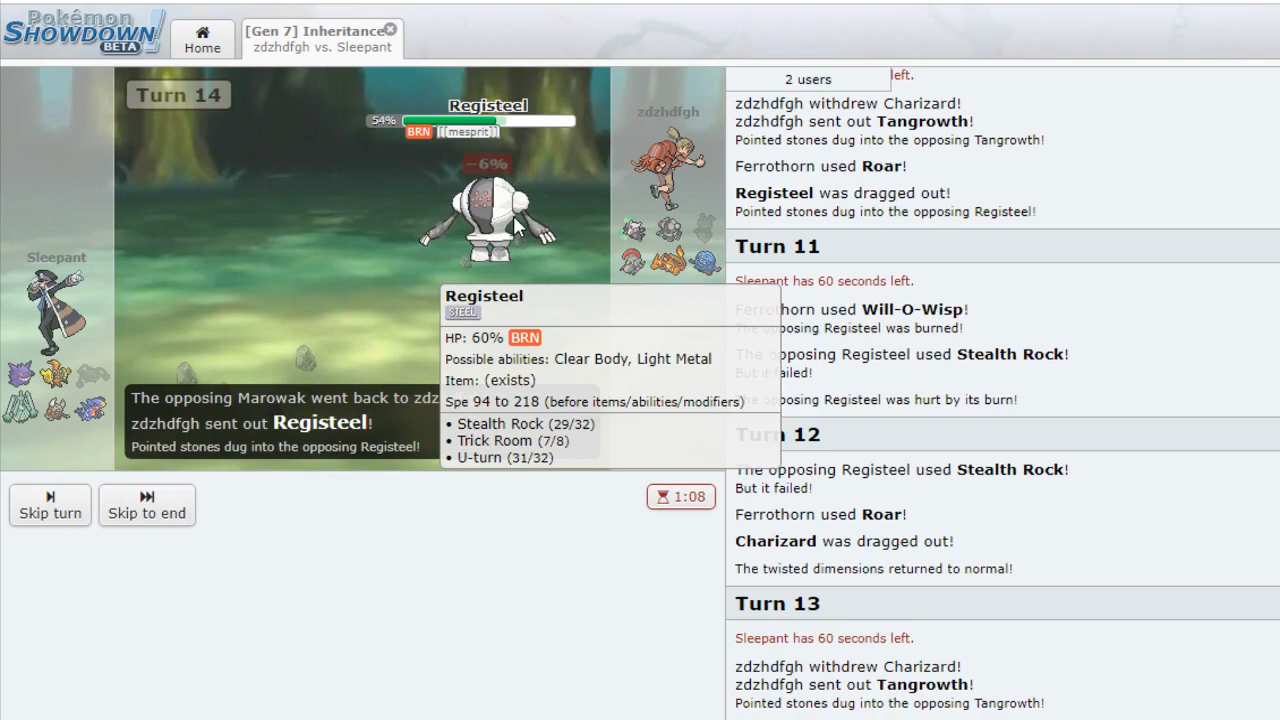 Pokémon
SHOWDOWN!
BETA
Home
[Gen 7] Inheritance
zdzhdfgh vs. Sleepant
Turn 14
Registeel
54%
BRN [[mesprit]]
−6%
zdzhdfgh
Sleepant
Registeel
STEEL
HP: 60% BRN
Possible abilities: Clear Body, Light Metal
Item: (exists)
Spe 94 to 218 (before items/abilities/modifiers)
• Stealth Rock (29/32)
• Trick Room (7/8)
• U-turn (31/32)
The opposing Marowak went back to zdz
zdzhdfgh sent out Registeel!
Pointed stones dug into the opposing Registeel!
Skip turn
Skip to end
1:08
2 users
left.
zdzhdfgh withdrew Charizard!
zdzhdfgh sent out Tangrowth!
Pointed stones dug into the opposing Tangrowth!
Ferrothorn used Roar!
Registeel was dragged out!
Pointed stones dug into the opposing Registeel!
Turn 11
Sleepant has 60 seconds left.
Ferrothorn used Will-O-Wisp!
The opposing Registeel was burned!
The opposing Registeel used Stealth Rock!
But it failed!
The opposing Registeel was hurt by its burn!
Turn 12
The opposing Registeel used Stealth Rock!
But it failed!
Ferrothorn used Roar!
Charizard was dragged out!
The twisted dimensions returned to normal!
Turn 13
Sleepant has 60 seconds left.
zdzhdfgh withdrew Charizard!
zdzhdfgh sent out Tangrowth!
Pointed stones dug into the opposing Tangrowth!